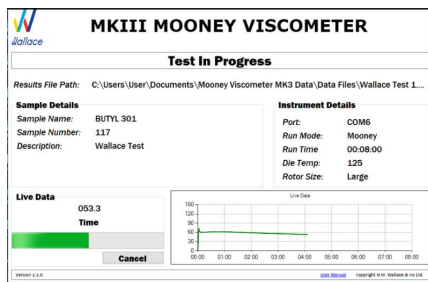 Wallace
MKIII MOONEY VISCOMETER
Test In Progress
Results File Path: C:\Users\User\Documents\Mooney Viscometer MK3 Data\Data Files\Wallace Test 1....
Sample Details
Sample Name: BUTYL 301
Sample Number: 117
Description: Wallace Test
Instrument Details
Port: COM6
Run Mode: Mooney
Run Time 00:08:00
Die Temp: 125
Rotor Size: Large
Live Data
053.3
Time
Cancel
Live Data
150
120
90
60
30
0
00:00 01:00 02:00 03:00 04:00 05:00 06:00 07:00 08:00
Version 1.1.0
User Manual copyright H.W. Wallace & co Ltd.